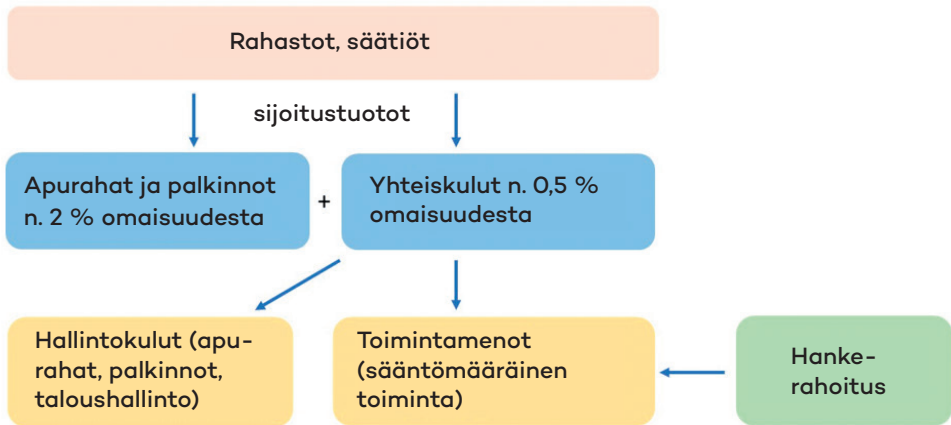 Rahastot, säätiöt
sijoitustuotot
Apurahat ja palkinnot
n. 2 % omaisuudesta
+
Yhteiskulut n. 0,5 %
omaisuudesta
Hallintokulut (apu-
rahat, palkinnot,
taloushallinto)
Toimintamenot
(sääntömääräinen
toiminta)
Hanke-
rahoitus